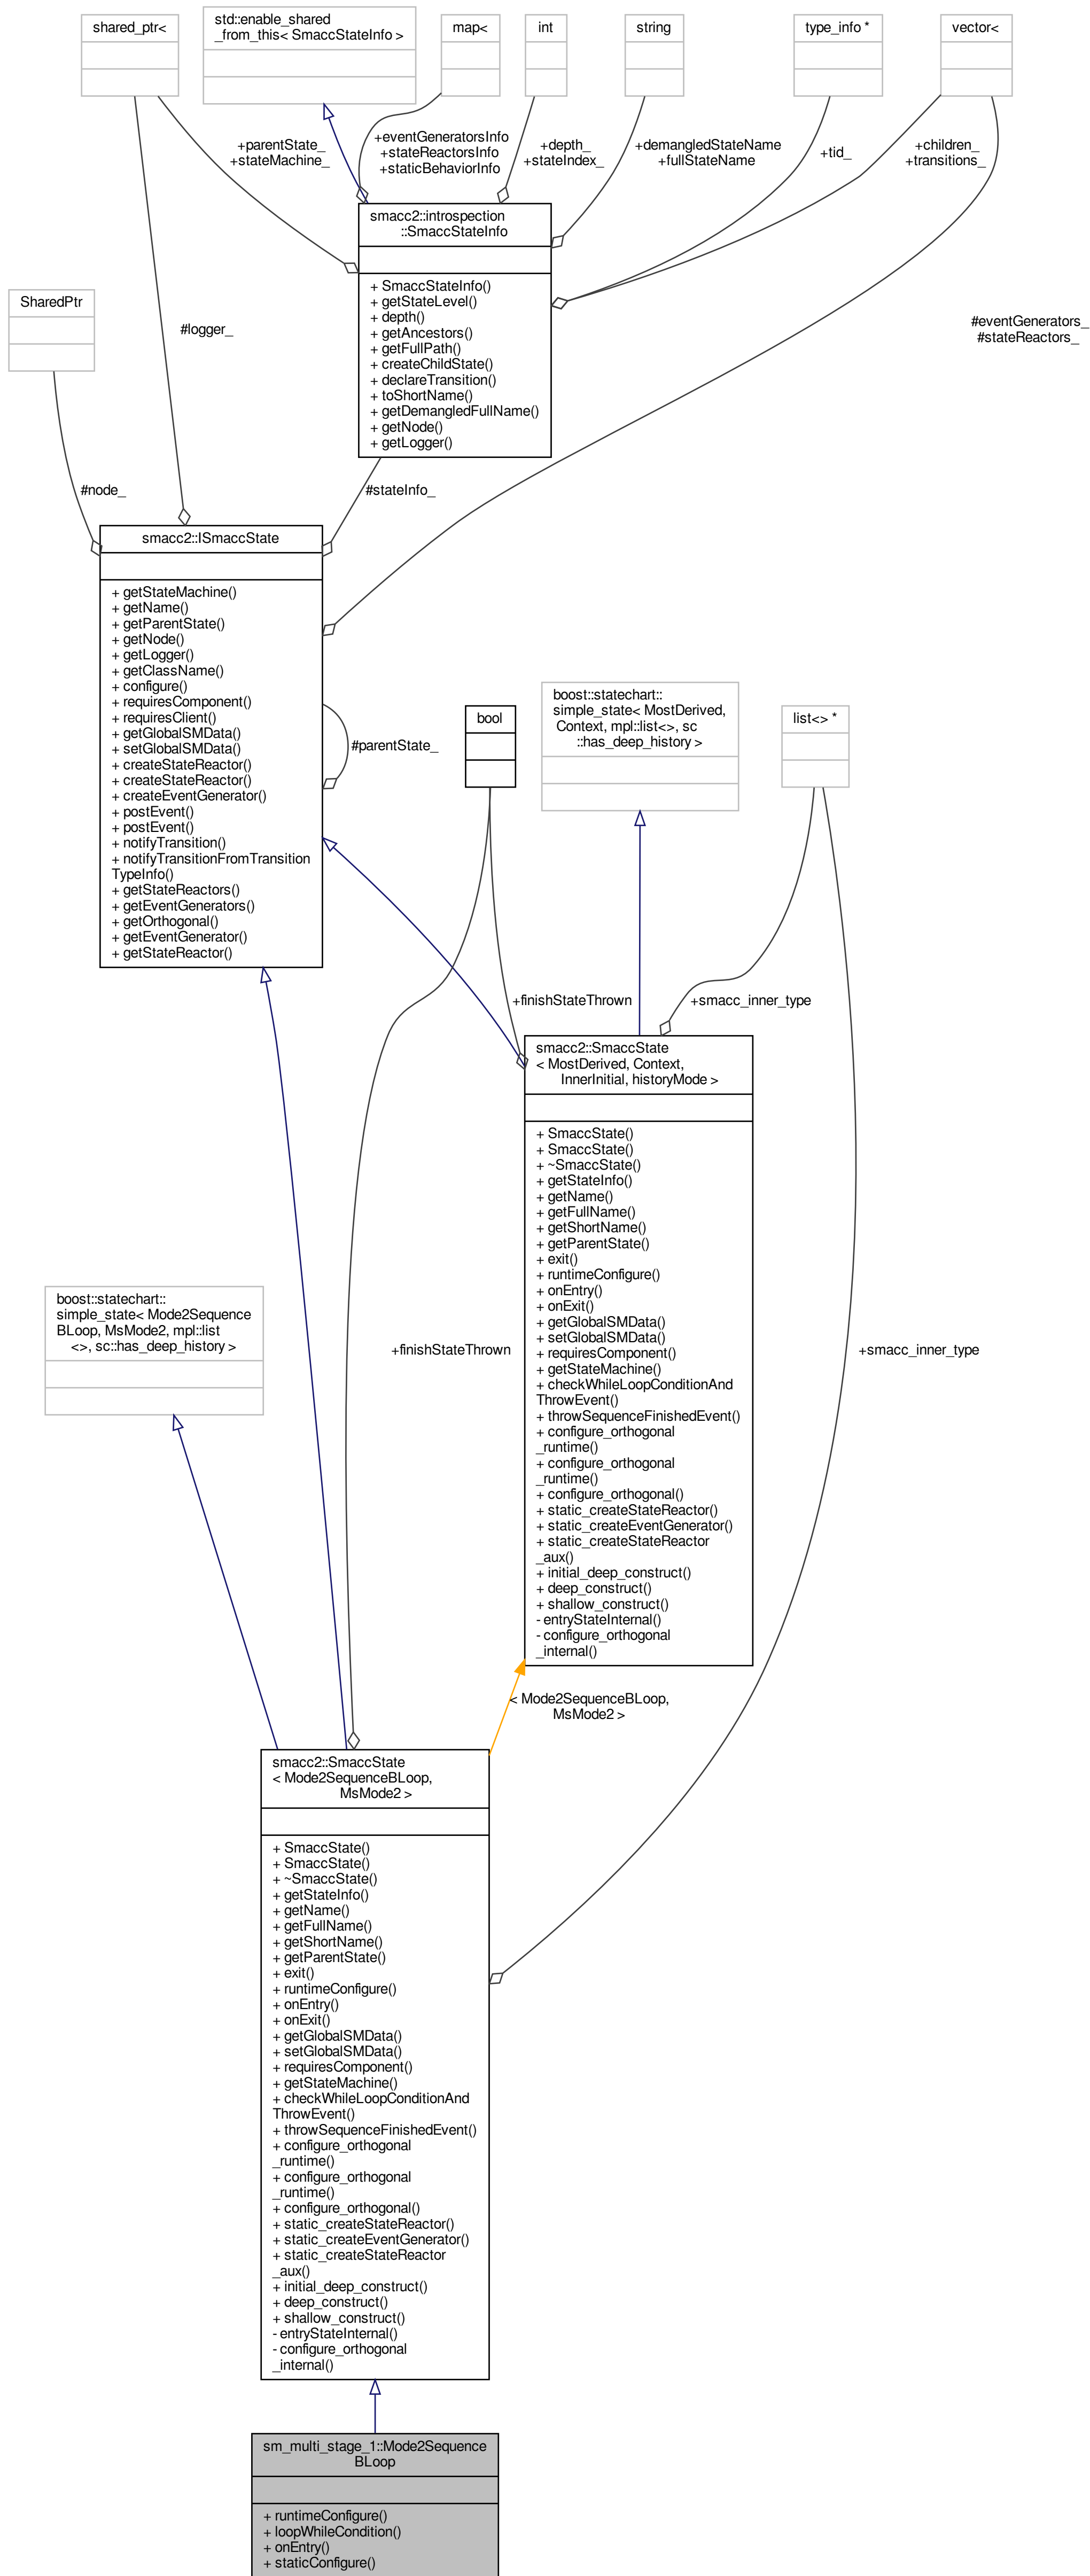 shared_ptr<
std::enable_shared
_from_this< SmaccStateInfo >
map<
int
string
type_info *
vector<
+parentState_
+stateMachine_
+eventGeneratorsInfo
+stateReactorsInfo
+staticBehaviorInfo
+depth_
+stateIndex_
+demangledStateName
+fullStateName
+tid_
+children_
+transitions_
smacc2::introspection
::SmaccStateInfo
+ SmaccStateInfo()
+ getStateLevel()
+ depth()
+ getAncestors()
+ getFullPath()
+ createChildState()
+ declareTransition()
+ toShortName()
+ getDemangledFullName()
+ getNode()
+ getLogger()
SharedPtr
#logger_
#eventGenerators_
#stateReactors_
#node_
#stateInfo_
smacc2::ISmaccState
+ getStateMachine()
+ getName()
+ getParentState()
+ getNode()
+ getLogger()
+ getClassName()
+ configure()
+ requiresComponent()
+ requiresClient()
+ getGlobalSMData()
+ setGlobalSMData()
+ createStateReactor()
+ createStateReactor()
+ createEventGenerator()
+ postEvent()
+ postEvent()
+ notifyTransition()
+ notifyTransitionFromTransition
TypeInfo()
+ getStateReactors()
+ getEventGenerators()
+ getOrthogonal()
+ getEventGenerator()
+ getStateReactor()
#parentState_
bool
boost::statechart::
simple_state< MostDerived,
Context, mpl::list<>, sc
::has_deep_history >
list<> *
+finishStateThrown
+smacc_inner_type
smacc2::SmaccState
< MostDerived, Context,
InnerInitial, historyMode >
+ SmaccState()
+ SmaccState()
+ ~SmaccState()
+ getStateInfo()
+ getName()
+ getFullName()
+ getShortName()
+ getParentState()
+ exit()
+ runtimeConfigure()
+ onEntry()
+ onExit()
+ getGlobalSMData()
+ setGlobalSMData()
+ requiresComponent()
+ getStateMachine()
+ checkWhileLoopConditionAnd
ThrowEvent()
+ throwSequenceFinishedEvent()
+ configure_orthogonal
_runtime()
+ configure_orthogonal
_runtime()
+ configure_orthogonal()
+ static_createStateReactor()
+ static_createEventGenerator()
+ static_createStateReactor
_aux()
+ initial_deep_construct()
+ deep_construct()
+ shallow_construct()
- entryStateInternal()
- configure_orthogonal
_internal()
boost::statechart::
simple_state< Mode2Sequence
BLoop, MsMode2, mpl::list
<>, sc::has_deep_history >
+finishStateThrown
+smacc_inner_type
< Mode2SequenceBLoop,
MsMode2 >
smacc2::SmaccState
< Mode2SequenceBLoop,
MsMode2 >
+ SmaccState()
+ SmaccState()
+ ~SmaccState()
+ getStateInfo()
+ getName()
+ getFullName()
+ getShortName()
+ getParentState()
+ exit()
+ runtimeConfigure()
+ onEntry()
+ onExit()
+ getGlobalSMData()
+ setGlobalSMData()
+ requiresComponent()
+ getStateMachine()
+ checkWhileLoopConditionAnd
ThrowEvent()
+ throwSequenceFinishedEvent()
+ configure_orthogonal
_runtime()
+ configure_orthogonal
_runtime()
+ configure_orthogonal()
+ static_createStateReactor()
+ static_createEventGenerator()
+ static_createStateReactor
_aux()
+ initial_deep_construct()
+ deep_construct()
+ shallow_construct()
- entryStateInternal()
- configure_orthogonal
_internal()
sm_multi_stage_1::Mode2Sequence
BLoop
+ runtimeConfigure()
+ loopWhileCondition()
+ onEntry()
+ staticConfigure()